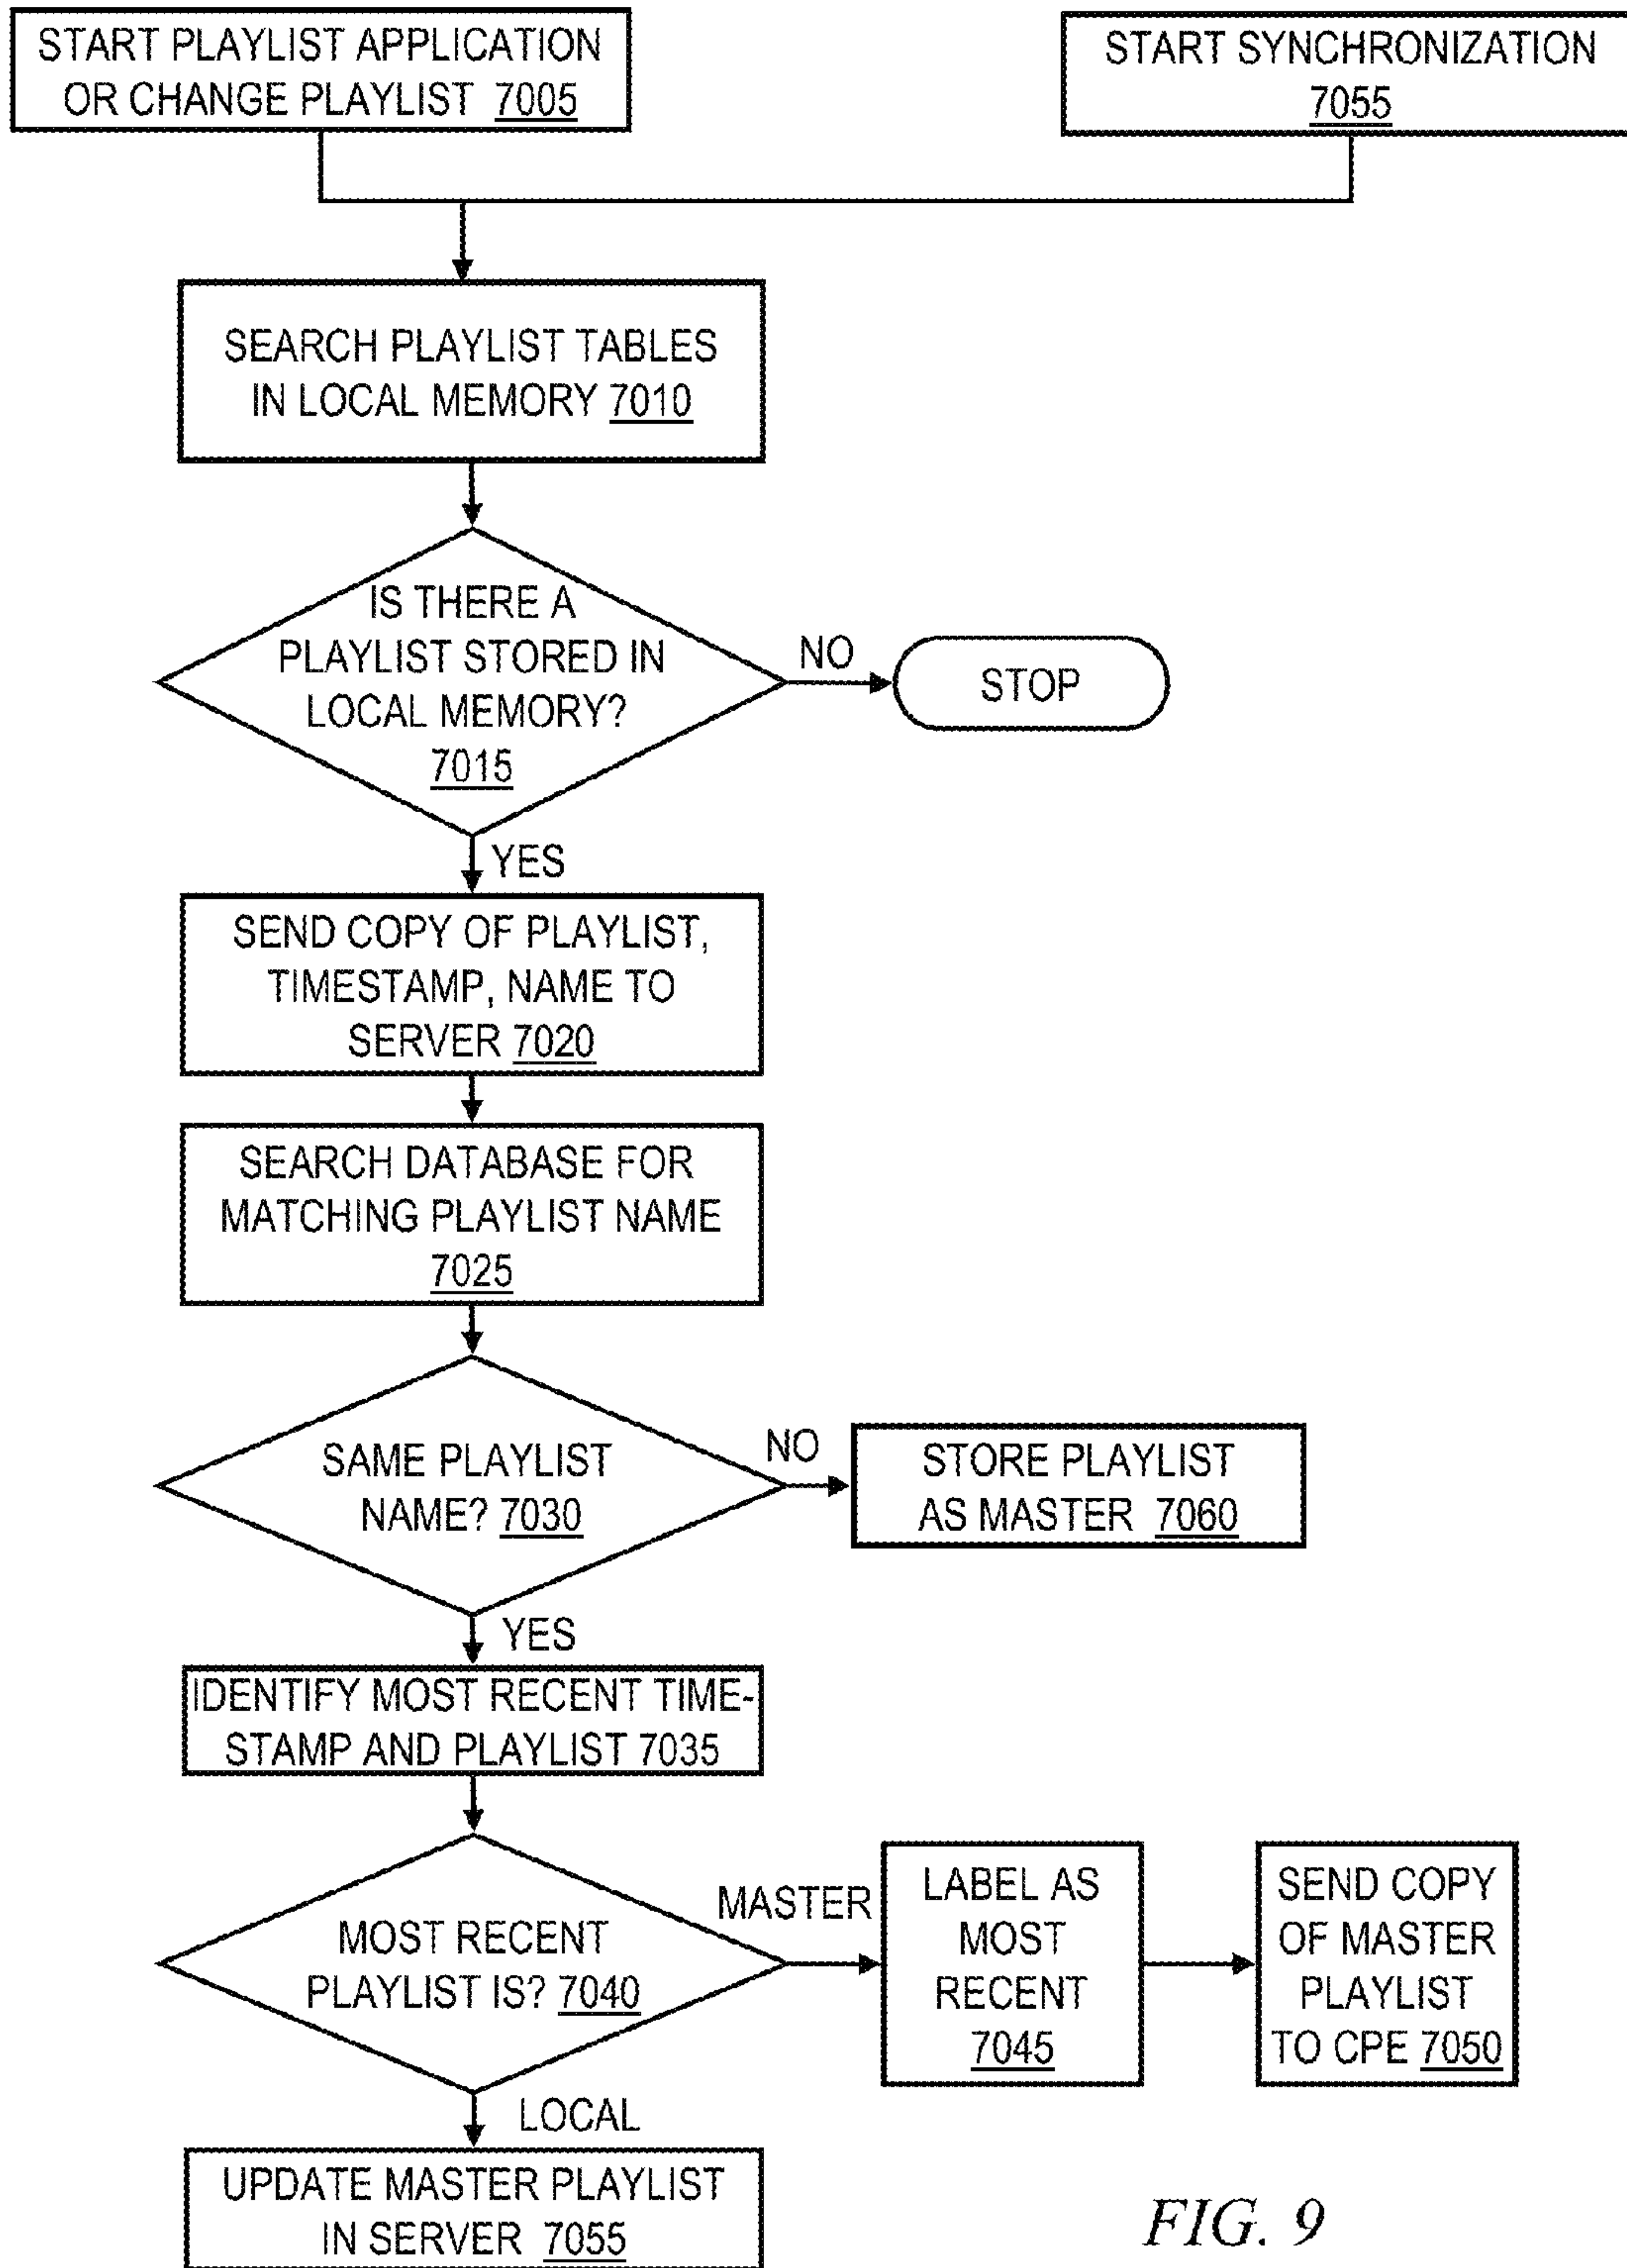 START PLAYLIST APPLICATION
OR CHANGE PLAYLIST 7005
START SYNCHRONIZATION
7055
SEARCH PLAYLIST TABLES
IN LOCAL MEMORY 7010
IS THERE A
PLAYLIST STORED IN
LOCAL MEMORY?
7015
NO
STOP
YES
SEND COPY OF PLAYLIST,
TIMESTAMP, NAME TO
SERVER 7020
SEARCH DATABASE FOR
MATCHING PLAYLIST NAME
7025
SAME PLAYLIST
NAME? 7030
NO
STORE PLAYLIST
AS MASTER 7060
YES
IDENTIFY MOST RECENT TIME-
STAMP AND PLAYLIST 7035
MOST RECENT
PLAYLIST IS? 7040
MASTER
LABEL AS
MOST
RECENT
7045
SEND COPY
OF MASTER
PLAYLIST
TO CPE 7050
LOCAL
UPDATE MASTER PLAYLIST
IN SERVER 7055
FIG. 9